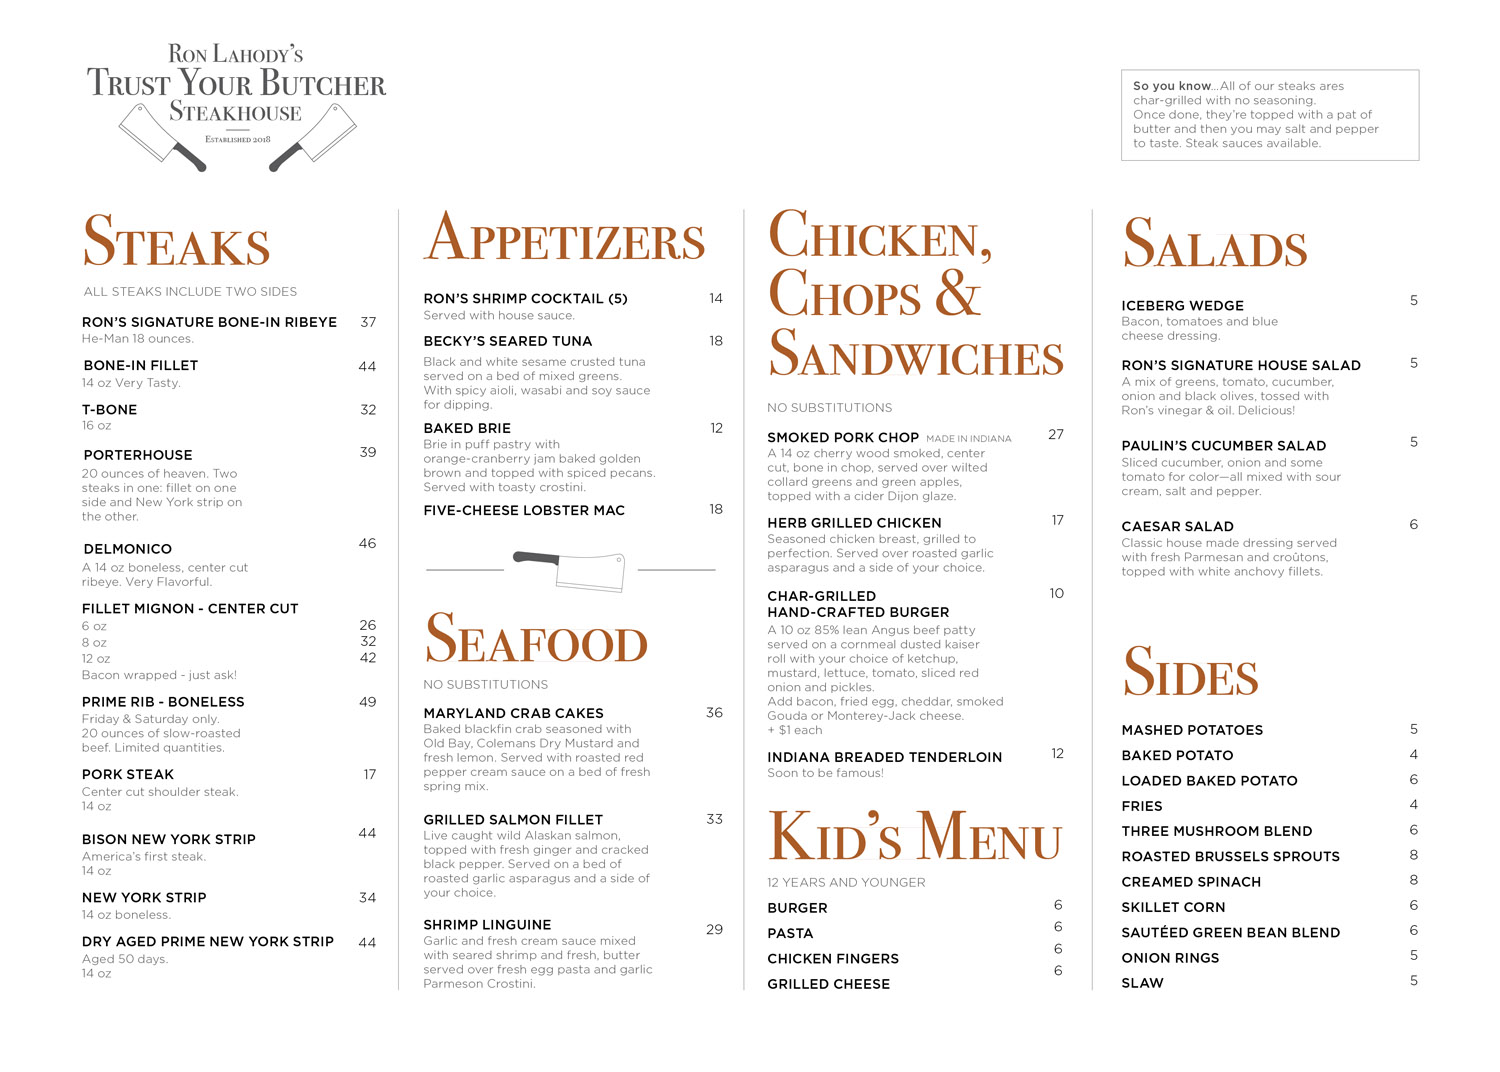 RON LAHODY'S
TRUST YOUR BUTCHER
STEAKHOUSE
ESTABLISHED 2018
So you know...All of our steaks ares
char-grilled with no seasoning.
Once done, they're topped with a pat of
butter and then you may salt and pepper
to taste. Steak sauces available.
STEAKS
ALL STEAKS INCLUDE TWO SIDES
RON'S SIGNATURE BONE-IN RIBEYE 37
He-Man 18 ounces.
BONE-IN FILLET 44
14 oz Very Tasty.
T-BONE 32
16 oz
PORTERHOUSE 39
20 ounces of heaven. Two
steaks in one: fillet on one
side and New York strip on
the other.
DELMONICO 46
A 14 oz boneless, center cut
ribeye. Very Flavorful.
FILLET MIGNON - CENTER CUT
6 oz 26
8 oz 32
12 oz 42
Bacon wrapped - just ask!
PRIME RIB - BONELESS 49
Friday & Saturday only.
20 ounces of slow-roasted
beef. Limited quantities.
PORK STEAK 17
Center cut shoulder steak.
14 oz
BISON NEW YORK STRIP 44
America's first steak.
14 oz
NEW YORK STRIP 34
14 oz boneless.
DRY AGED PRIME NEW YORK STRIP 44
Aged 50 days.
14 oz
APPETIZERS
RON'S SHRIMP COCKTAIL (5) 14
Served with house sauce.
BECKY'S SEARED TUNA 18
Black and white sesame crusted tuna
served on a bed of mixed greens.
With spicy aioli, wasabi and soy sauce
for dipping.
BAKED BRIE 12
Brie in puff pastry with
orange-cranberry jam baked golden
brown and topped with spiced pecans.
Served with toasty crostini.
FIVE-CHEESE LOBSTER MAC 18
SEAFOOD
NO SUBSTITUTIONS
MARYLAND CRAB CAKES 36
Baked blackfin crab seasoned with
Old Bay, Colemans Dry Mustard and
fresh lemon. Served with roasted red
pepper cream sauce on a bed of fresh
spring mix.
GRILLED SALMON FILLET 33
Live caught wild Alaskan salmon,
topped with fresh ginger and cracked
black pepper. Served on a bed of
roasted garlic asparagus and a side of
your choice.
SHRIMP LINGUINE 29
Garlic and fresh cream sauce mixed
with seared shrimp and fresh, butter
served over fresh egg pasta and garlic
Parmeson Crostini.
CHICKEN,
CHOPS &
SANDWICHES
NO SUBSTITUTIONS
SMOKED PORK CHOP MADE IN INDIANA 27
A 14 oz cherry wood smoked, center
cut, bone in chop, served over wilted
collard greens and green apples,
topped with a cider Dijon glaze.
HERB GRILLED CHICKEN 17
Seasoned chicken breast, grilled to
perfection. Served over roasted garlic
asparagus and a side of your choice.
CHAR-GRILLED 10
HAND-CRAFTED BURGER
A 10 oz 85% lean Angus beef patty
served on a cornmeal dusted kaiser
roll with your choice of ketchup,
mustard, lettuce, tomato, sliced red
onion and pickles.
Add bacon, fried egg, cheddar, smoked
Gouda or Monterey-Jack cheese.
+ $1 each
INDIANA BREADED TENDERLOIN 12
Soon to be famous!
KID'S MENU
12 YEARS AND YOUNGER
BURGER 6
PASTA 6
CHICKEN FINGERS 6
GRILLED CHEESE 6
SALADS
ICEBERG WEDGE 5
Bacon, tomatoes and blue
cheese dressing.
RON'S SIGNATURE HOUSE SALAD 5
A mix of greens, tomato, cucumber,
onion and black olives, tossed with
Ron's vinegar & oil. Delicious!
PAULIN'S CUCUMBER SALAD 5
Sliced cucumber, onion and some
tomato for color—all mixed with sour
cream, salt and pepper.
CAESAR SALAD 6
Classic house made dressing served
with fresh Parmesan and croûtons,
topped with white anchovy fillets.
SIDES
MASHED POTATOES 5
BAKED POTATO 4
LOADED BAKED POTATO 6
FRIES 4
THREE MUSHROOM BLEND 6
ROASTED BRUSSELS SPROUTS 8
CREAMED SPINACH 8
SKILLET CORN 6
SAUTÉED GREEN BEAN BLEND 6
ONION RINGS 5
SLAW 5